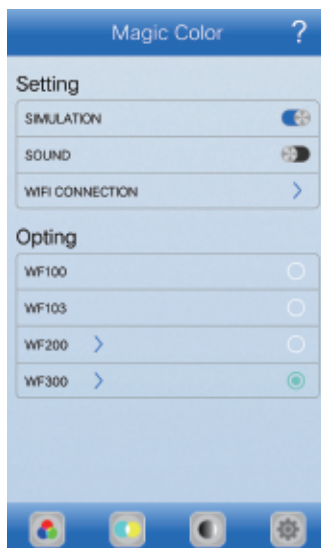 Magic Color ?
Setting
SIMULATION
SOUND
WIFI CONNECTION
Opting
WF100
WF103
WF200
WF300